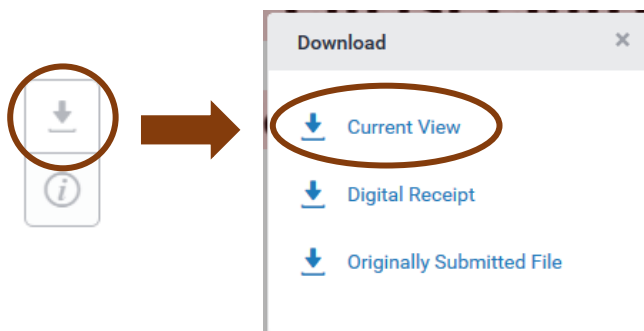 Download
Current View
i
Digital Receipt
Originally Submitted File